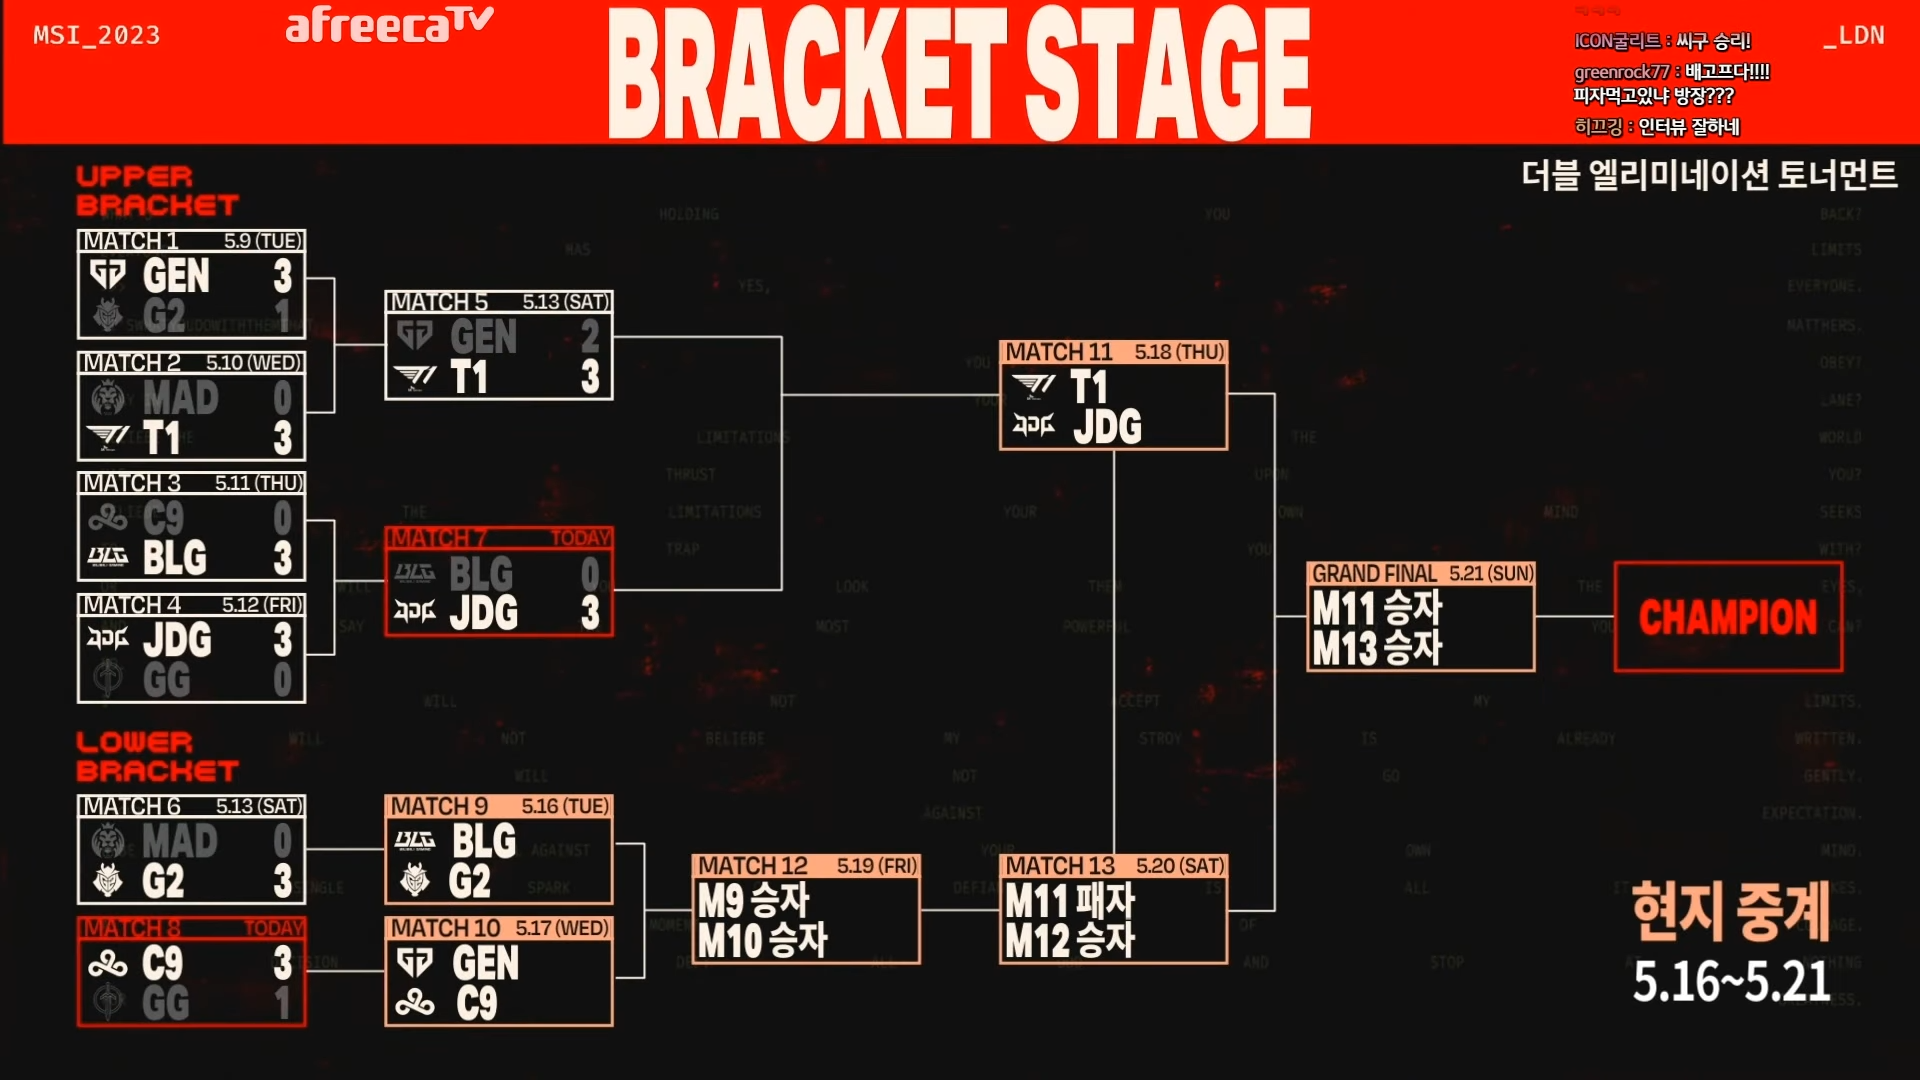 MSI_2023
afreecaTV
BRACKET STAGE
ICON굴리트 : 씨구 승리!
greenrock77 : 배고프다!!!!
피자먹고있냐 방장???
히끄깅 : 인터뷰 잘하네
_LDN
더블 엘리미네이션 토너먼트
UPPER
BRACKET
MATCH 1 5.9 (TUE)
GEN 3
G2 1
MATCH 2 5.10 (WED)
MAD 0
T1 3
MATCH 3 5.11 (THU)
C9 0
BLG 3
MATCH 4 5.12 (FRI)
JDG 3
GG 0
MATCH 5 5.13 (SAT)
GEN 2
T1 3
MATCH 7 TODAY
BLG 0
JDG 3
MATCH 11 5.18 (THU)
T1
JDG
GRAND FINAL 5.21 (SUN)
M11 승자
M13 승자
CHAMPION
LOWER
BRACKET
MATCH 6 5.13 (SAT)
MAD 0
G2 3
MATCH 8 TODAY
C9 3
GG 1
MATCH 9 5.16 (TUE)
BLG
G2
MATCH 10 5.17 (WED)
GEN
C9
MATCH 12 5.19 (FRI)
M9 승자
M10 승자
MATCH 13 5.20 (SAT)
M11 패자
M12 승자
현지 중계
5.16~5.21